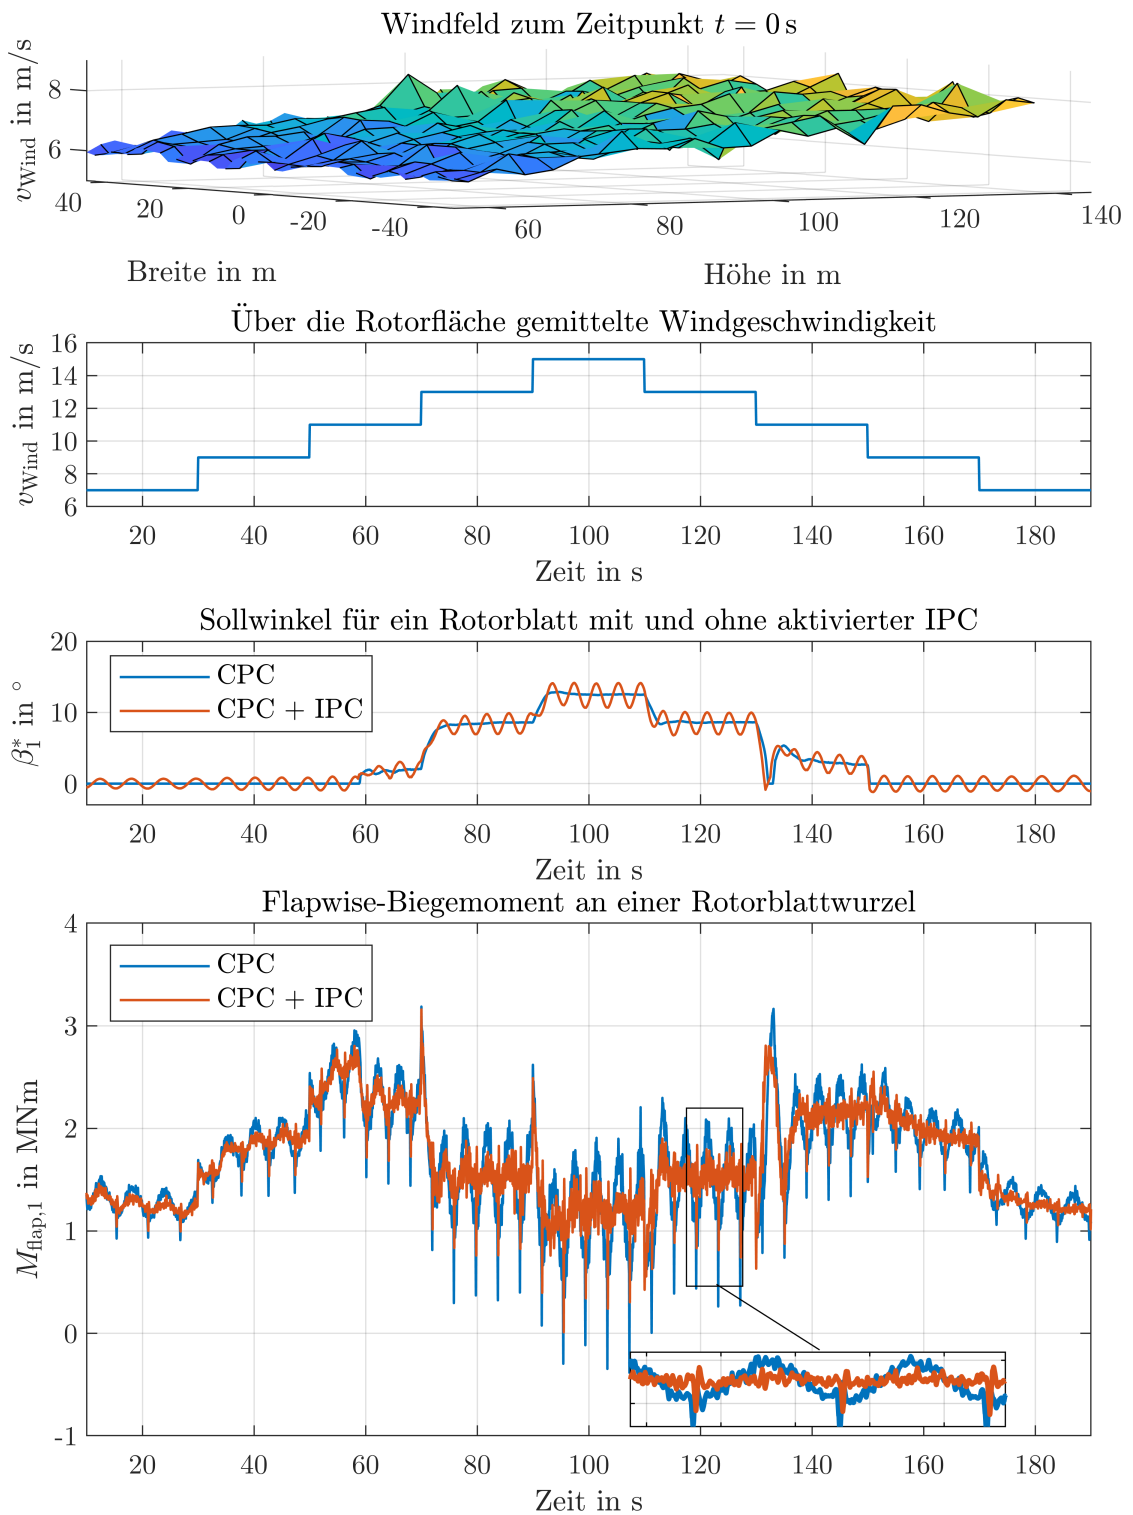 Windfeld zum Zeitpunkt t = 0 s
v_Wind in m/s
8
6
40
20
0
-20
-40
60
80
100
120
140
Breite in m
Höhe in m
Über die Rotorfläche gemittelte Windgeschwindigkeit
v_Wind in m/s
16
14
12
10
8
6
20 40 60 80 100 120 140 160 180
Zeit in s
Sollwinkel für ein Rotorblatt mit und ohne aktivierter IPC
β₁* in °
20
10
0
CPC
CPC + IPC
20 40 60 80 100 120 140 160 180
Zeit in s
Flapwise-Biegemoment an einer Rotorblattwurzel
M_flap,1 in MNm
4
3
2
1
0
-1
CPC
CPC + IPC
20 40 60 80 100 120 140 160 180
Zeit in s